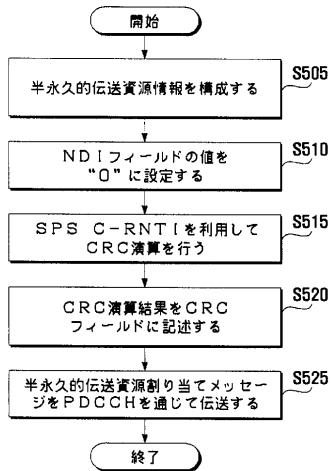 開始
S505
半永久的伝送資源情報を構成する
S510
NDIフィールドの値を
“0”に設定する
S515
SPS C-RNTIを利用して
CRC演算を行う
S520
CRC演算結果をCRC
フィールドに記述する
S525
半永久的伝送資源割り当てメッセー
ジをPDCCHを通じて伝送する
終了